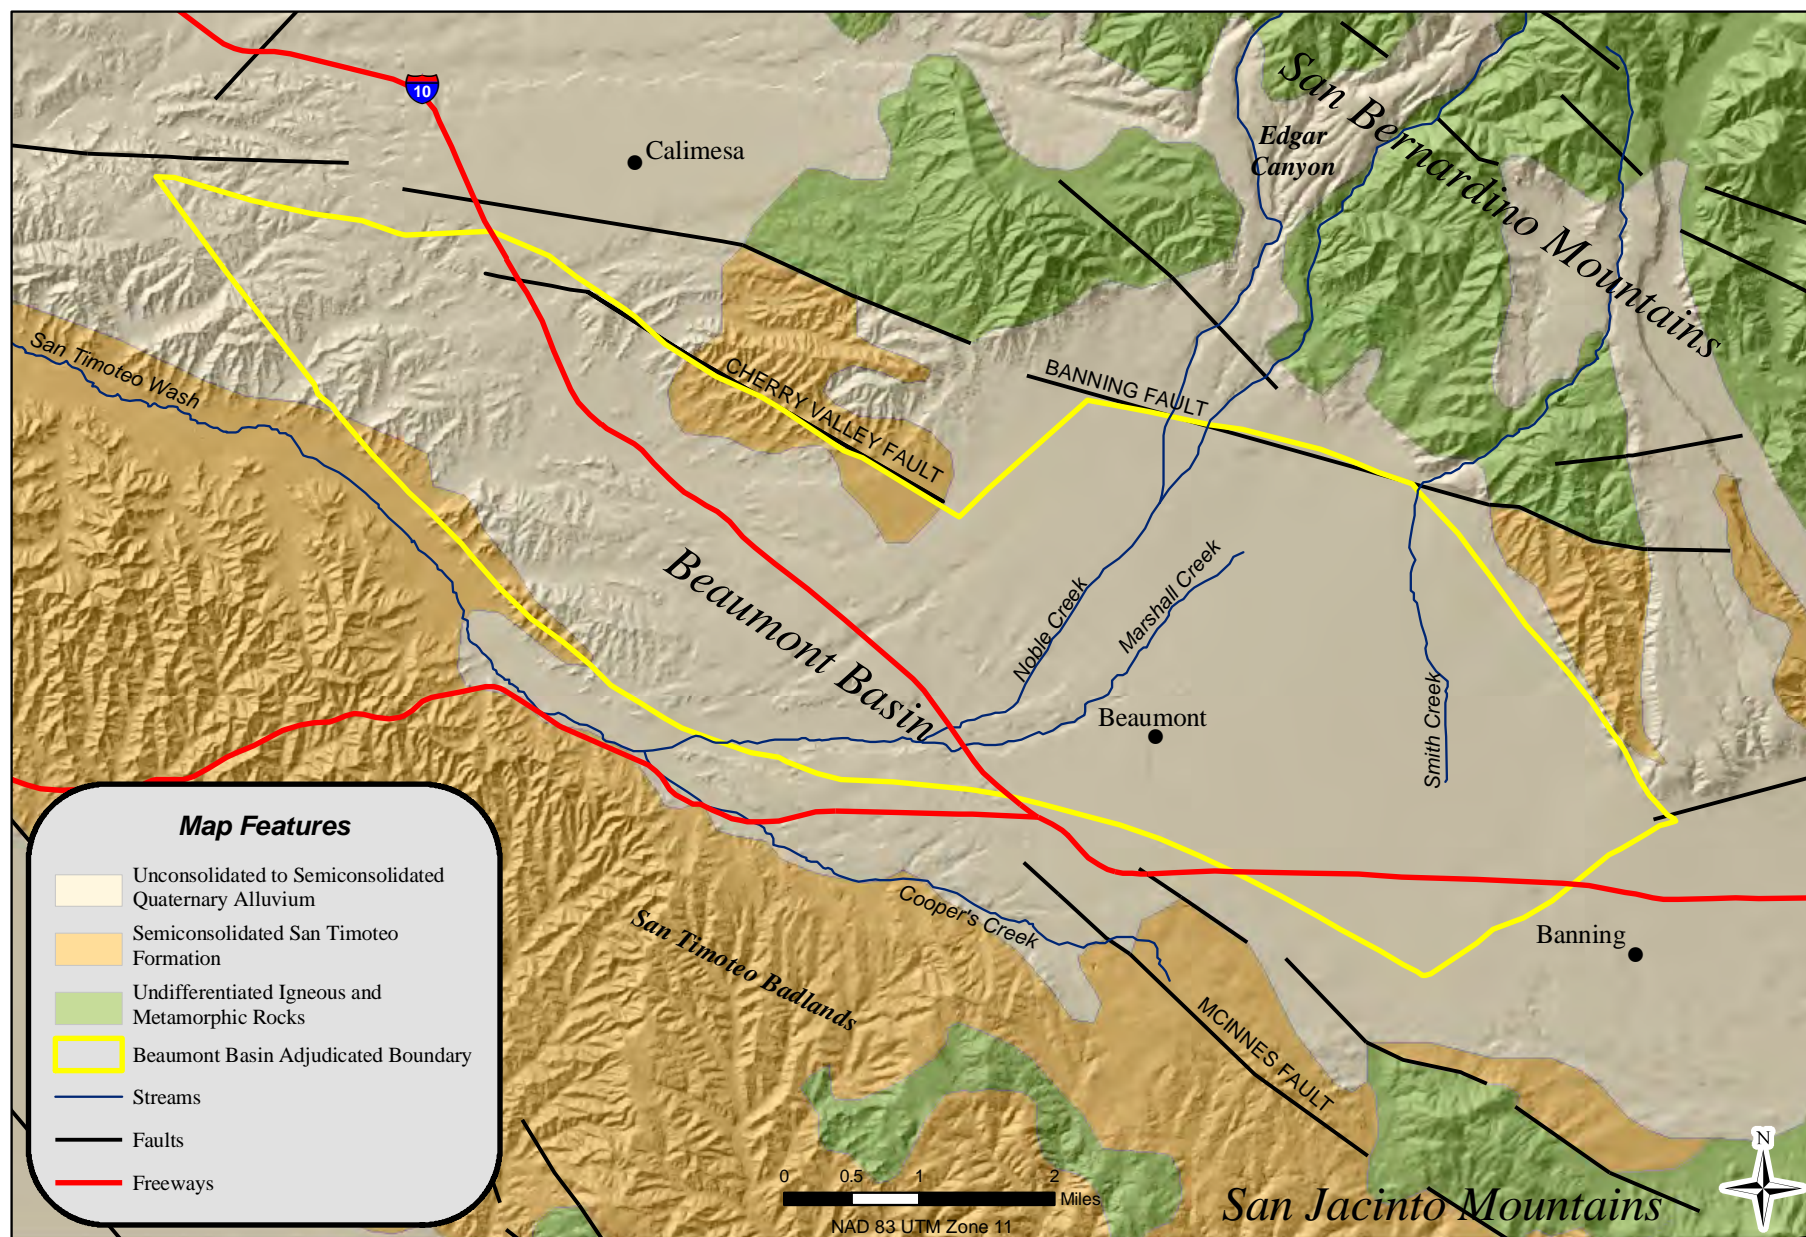 10
Calimesa
San Bernardino Mountains
Edgar
Canyon
San Timoteo Wash
CHERRY VALLEY FAULT
BANNING FAULT
Beaumont Basin
Noble Creek
Marshall Creek
Smith Creek
Beaumont
Banning
Cooper's Creek
San Timoteo Badlands
MCINNES FAULT
San Jacinto Mountains
Map Features
Unconsolidated to Semiconsolidated
Quaternary Alluvium
Semiconsolidated San Timoteo
Formation
Undifferentiated Igneous and
Metamorphic Rocks
Beaumont Basin Adjudicated Boundary
Streams
Faults
Freeways
0 0.5 1 2
Miles
NAD 83 UTM Zone 11
N